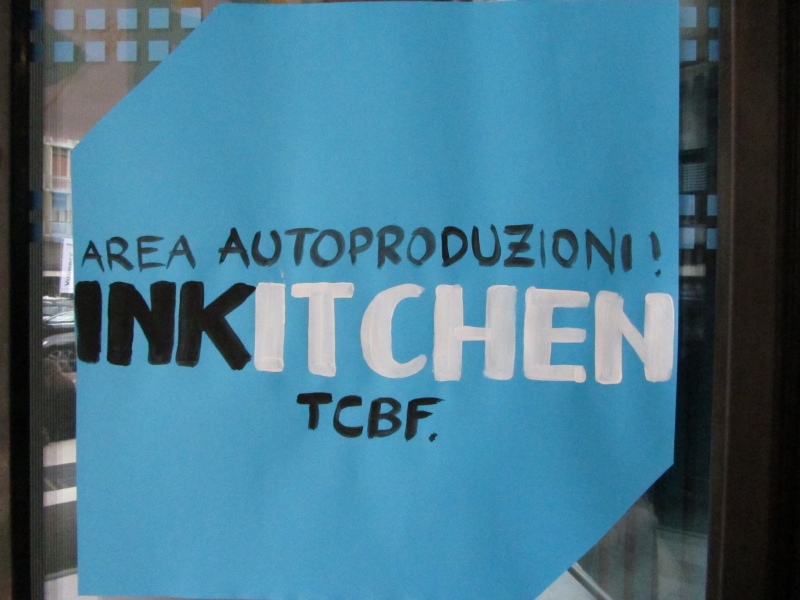 AREA AUTOPRODUZIONI!
INKITCHEN
TCBF.